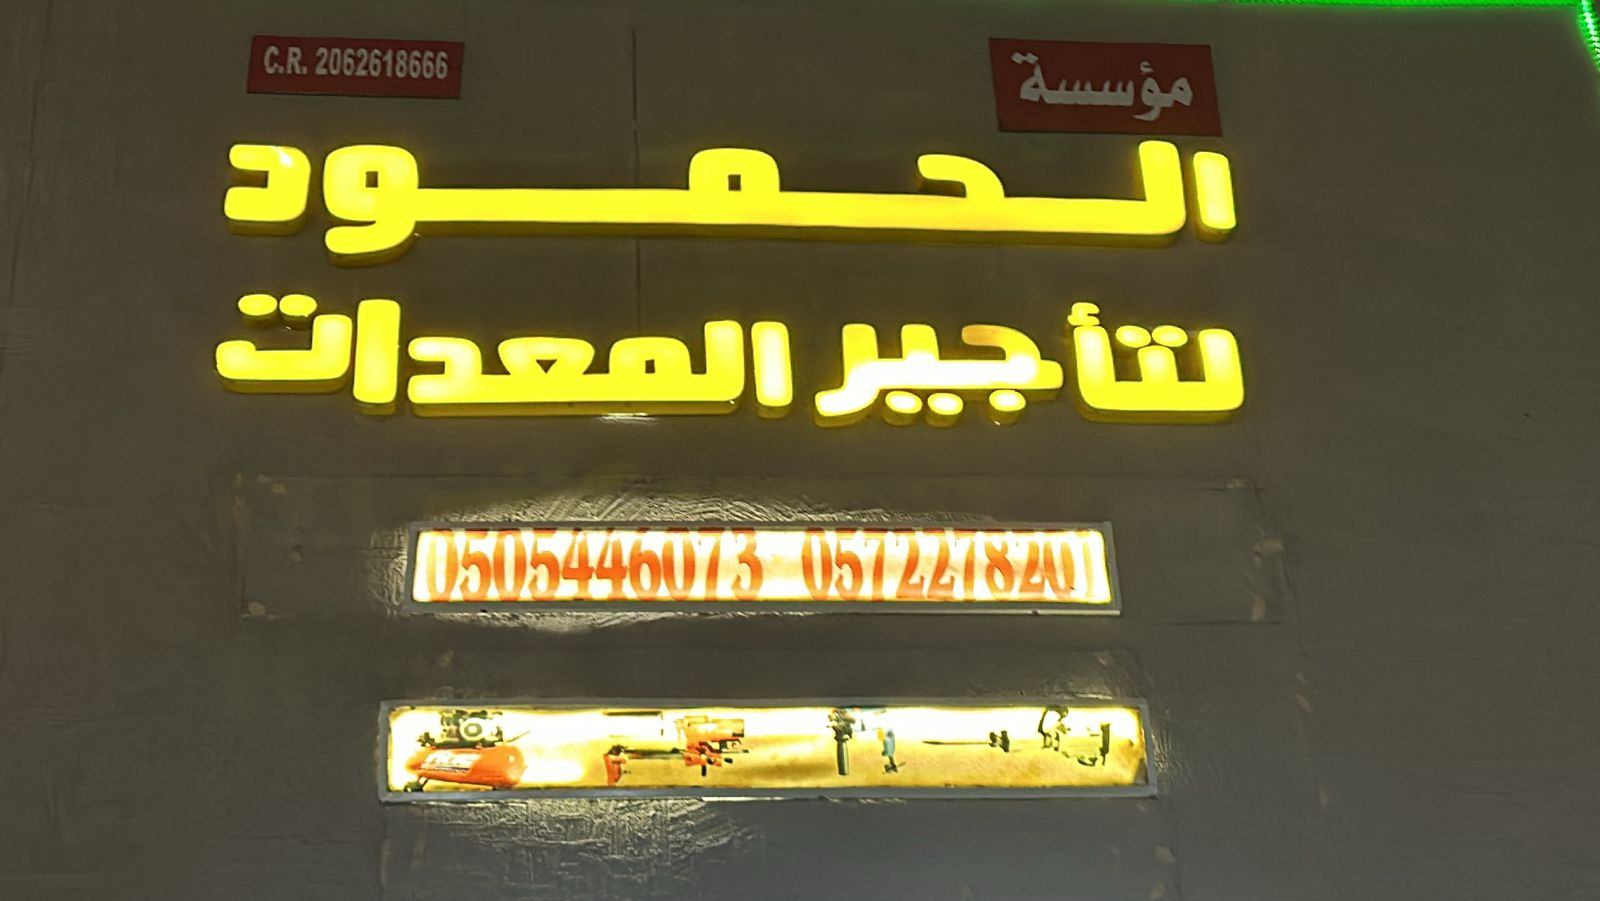 مؤسسة
C.R. 2062618666
الحمود
لتأجير المعدات
0505446073 0572278201